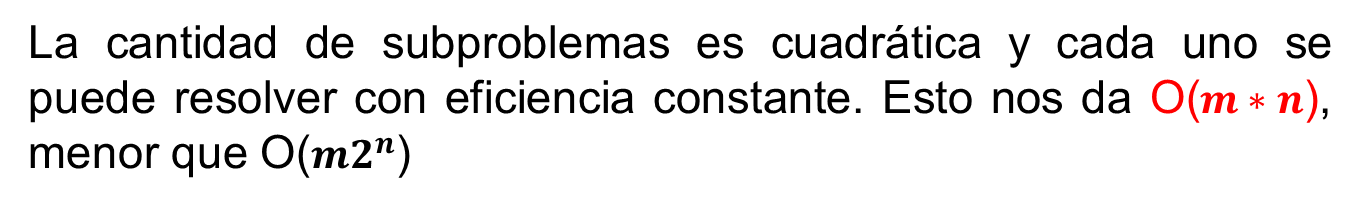 La cantidad de subproblemas es cuadrática y cada uno se
puede resolver con eficiencia constante. Esto nos da O(m ∗ n),
menor que O(m2ⁿ)